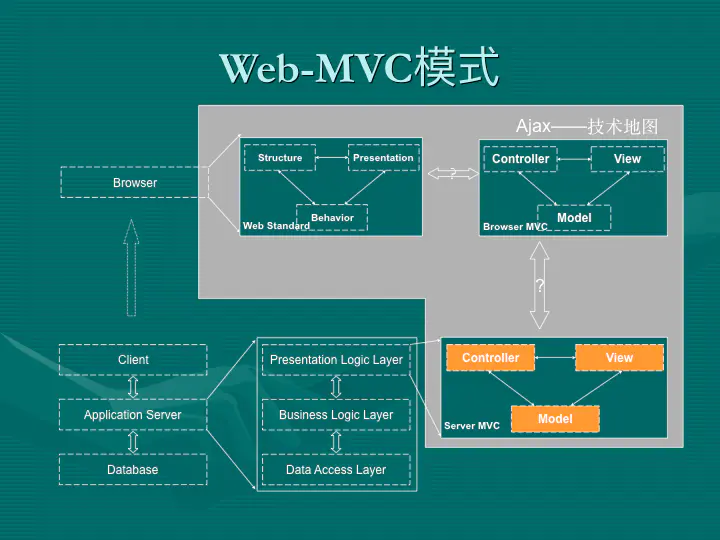 Web-MVC模式
Ajax——技术地图
Structure
Presentation
Behavior
Web Standard
?
Controller
View
Model
Browser MVC
Browser
?
Client
Application Server
Database
Presentation Logic Layer
Business Logic Layer
Data Access Layer
Controller
View
Model
Server MVC